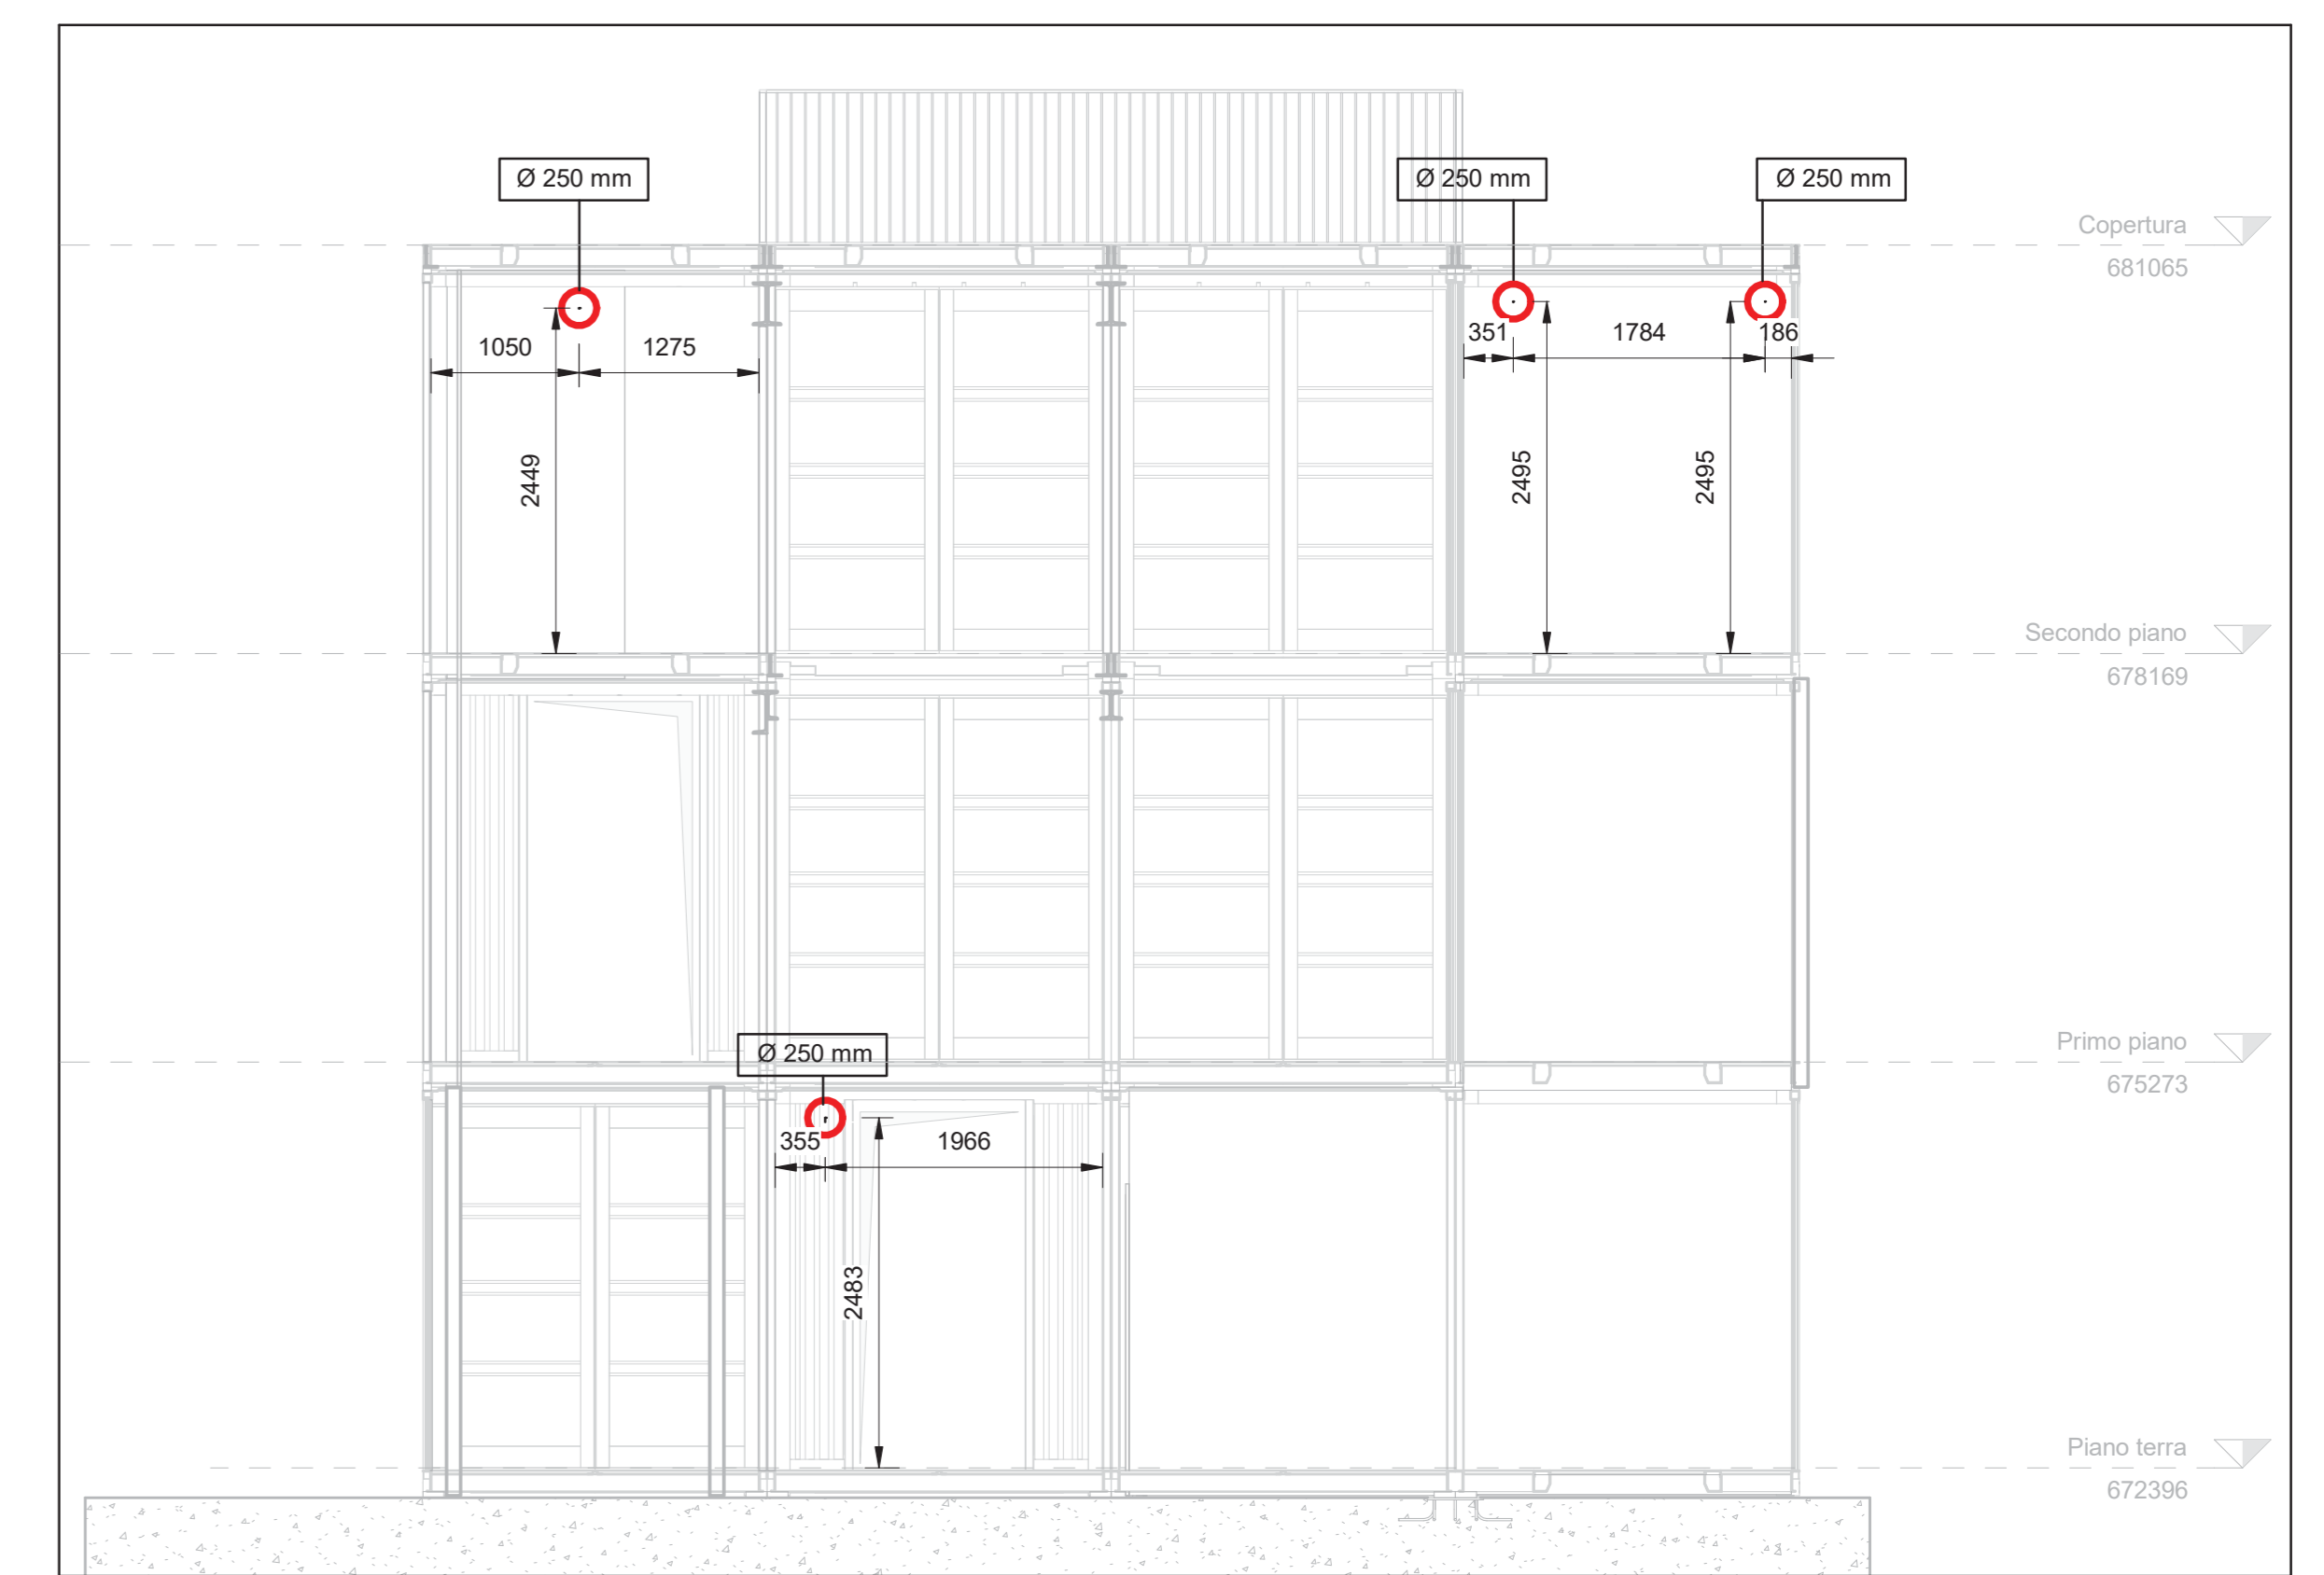 Ø 250 mm
Ø 250 mm
Ø 250 mm
Copertura
681065
351
1784
186
1050
1275
2449
2495
2495
Secondo piano
678169
Primo piano
675273
Ø 250 mm
355
1966
2483
Piano terra
672396